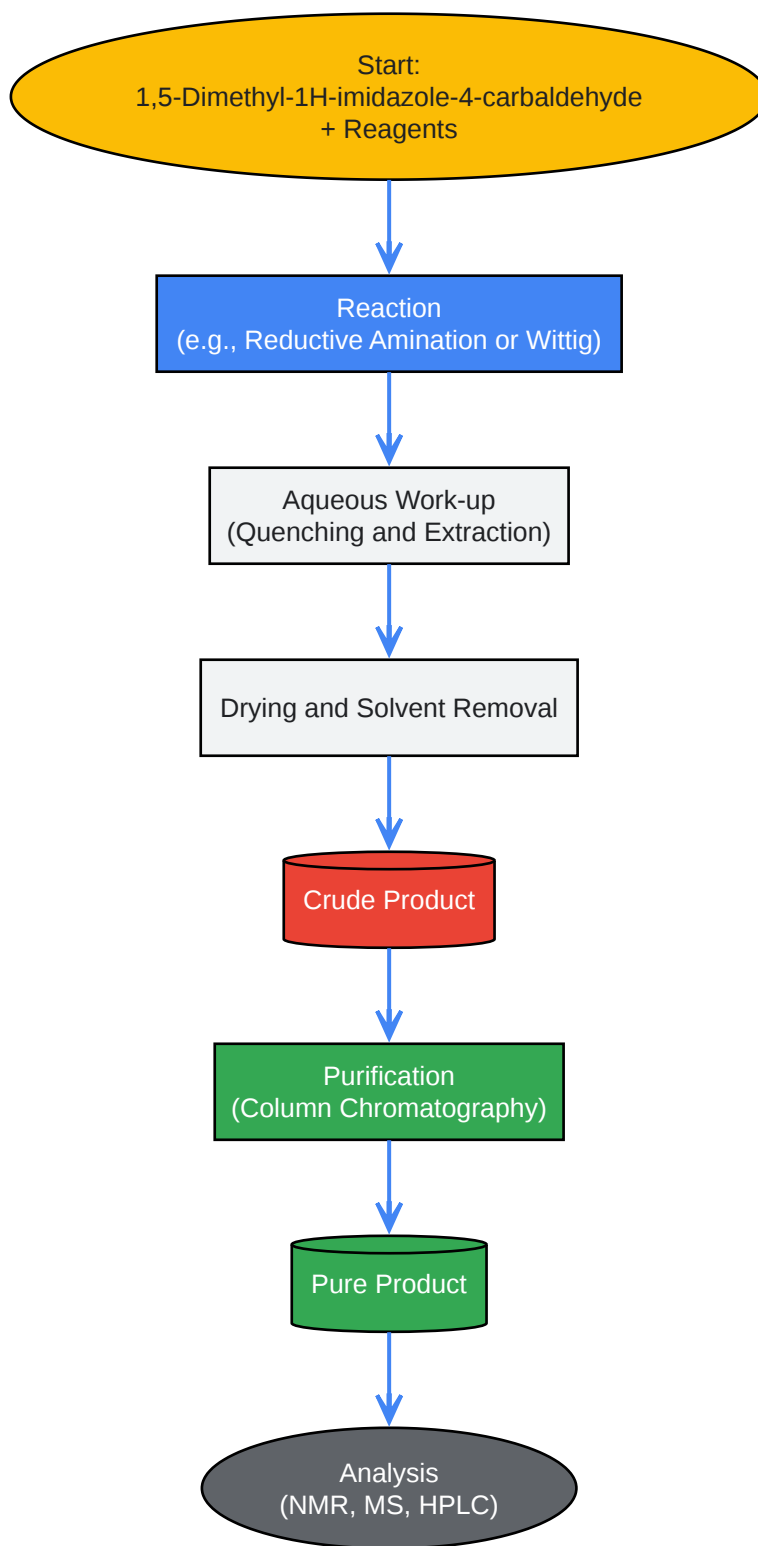 Start:
1,5-Dimethyl-1H-imidazole-4-carbaldehyde
+ Reagents
Reaction
(e.g., Reductive Amination or Wittig)
Aqueous Work-up
(Quenching and Extraction)
Drying and Solvent Removal
Crude Product
Purification
(Column Chromatography)
Pure Product
Analysis
(NMR, MS, HPLC)